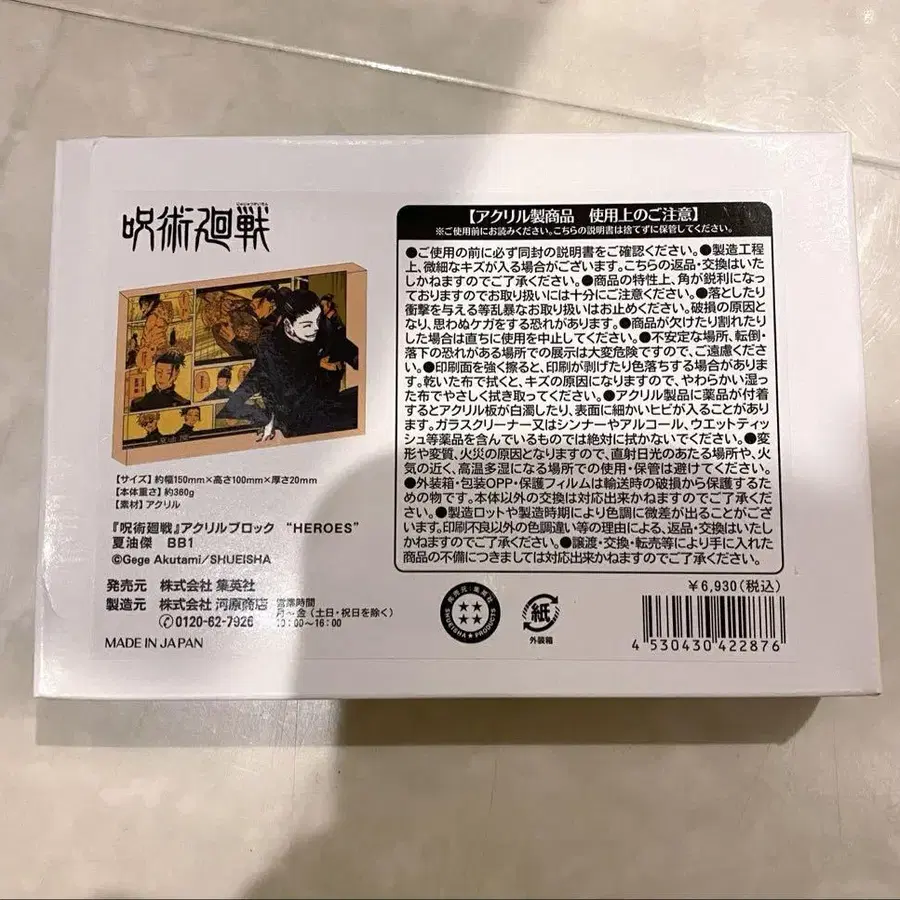 呪術廻戦
夏油傑
【サイズ】約幅150mm×高さ100mm×厚さ20mm
【本体重さ】約360g
【素材】アクリル
『呪術廻戦』アクリルブロック “HEROES”
夏油傑 BB1
©Gege Akutami/SHUEISHA
発売元 株式会社 集英社
製造元 株式会社 河原商店
営業時間
月～金（土日・祝日を除く）
10:00～16:00
0120-62-7926
MADE IN JAPAN
【アクリル製商品 使用上のご注意】
※ご使用前にお読みください。こちらの説明書は捨てずに保管してください。
●ご使用の前に必ず同封の説明書をご確認ください。●製造工程
上、微細なキズが入る場合がございます。こちらの返品・交換はいた
しかねますのでご了承ください。●商品の特性上、角が鋭利になっ
ておりますのでお取り扱いには十分にご注意ください。●落としたり
衝撃を与える等乱暴なお取り扱いはお止めください。破損の原因と
なり、思わぬケガをする恐れがあります。●商品が欠けたり割れたり
した場合は直ちに使用を中止してください。●不安定な場所、転倒・
落下の恐れがある場所での展示は大変危険ですので、ご遠慮くださ
い。●印刷面を強く擦ると、印刷が剥げたり色落ちする場合がありま
す。乾いた布で拭くと、キズの原因になりますので、やわらかい湿っ
た布でやさしく拭き取ってください。●アクリル製品に薬品が付着
するとアクリル板が白濁したり、表面に細かいヒビが入ることがあり
ます。ガラスクリーナー又はシンナーやアルコール、ウエットティッ
シュ等薬品を含んでいるものでは絶対に拭かないでください。●変
形や変質、火災の原因となりますので、直射日光のあたる場所や、火
気の近く、高温多湿になる場所での使用・保管は避けてください。
●外装箱・包装OPP・保護フィルムは輸送時の破損から保護するた
めの物です。本体以外の交換は対応出来かねますのでご了承くだ
さい。●製造ロットや製造時期により色調に微差が出ることがござ
います。印刷不良以外の色調違い等の理由による、返品・交換はいたし
かねますのでご了承ください。●譲渡・交換・転売等により手に入れた
商品の不備につきましては対応出来かねますのでご了承ください。
発売元 集英社
SHUEISHA PRODUCTS
紙
外装箱
￥6,930（税込）
4 530430 422876